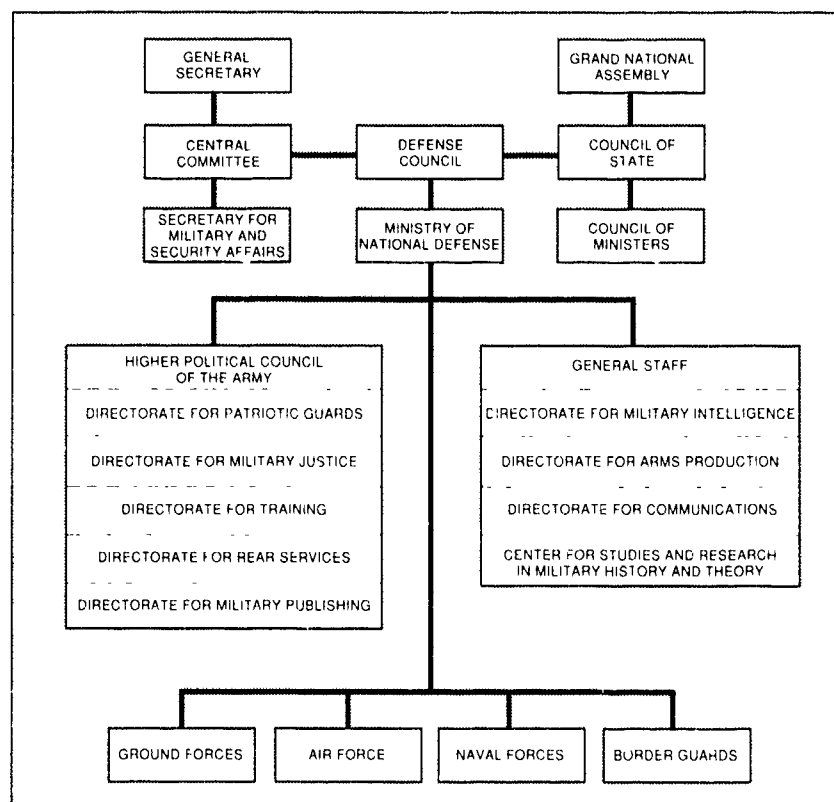 GENERAL
SECRETARY
GRAND NATIONAL
ASSEMBLY
CENTRAL
COMMITTEE
DEFENSE
COUNCIL
COUNCIL OF
STATE
SECRETARY FOR
MILITARY AND
SECURITY AFFAIRS
MINISTRY OF
NATIONAL DEFENSE
COUNCIL OF
MINISTERS
HIGHER POLITICAL COUNCIL
OF THE ARMY
DIRECTORATE FOR PATRIOTIC GUARDS
DIRECTORATE FOR MILITARY JUSTICE
DIRECTORATE FOR TRAINING
DIRECTORATE FOR REAR SERVICES
DIRECTORATE FOR MILITARY PUBLISHING
GENERAL STAFF
DIRECTORATE FOR MILITARY INTELLIGENCE
DIRECTORATE FOR ARMS PRODUCTION
DIRECTORATE FOR COMMUNICATIONS
CENTER FOR STUDIES AND RESEARCH
IN MILITARY HISTORY AND THEORY
GROUND FORCES
AIR FORCE
NAVAL FORCES
BORDER GUARDS